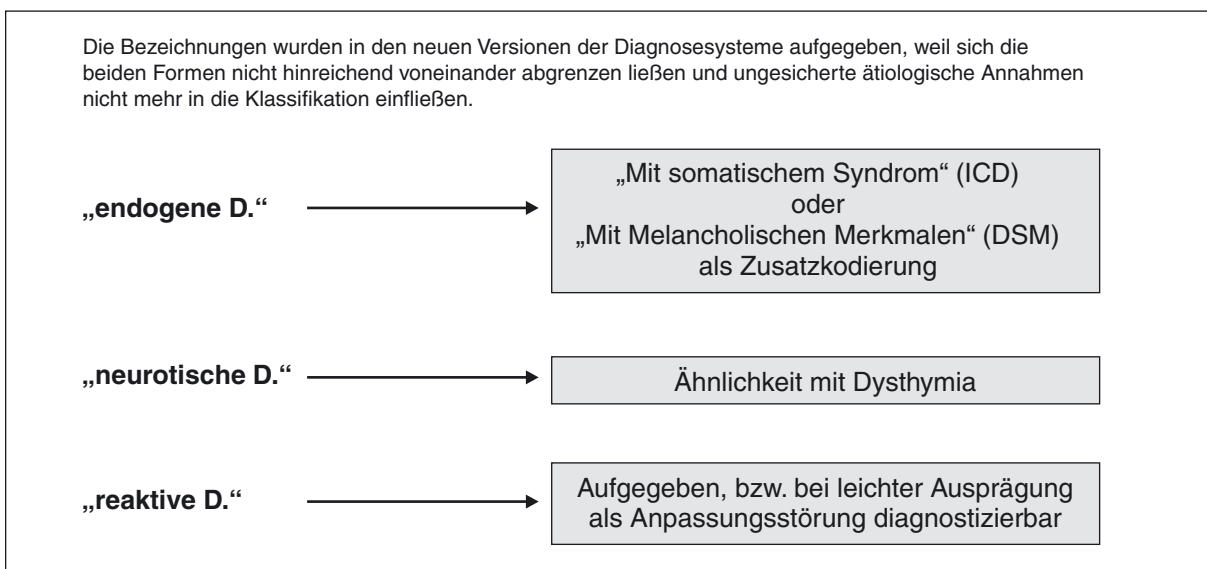 Die Bezeichnungen wurden in den neuen Versionen der Diagnosesysteme aufgegeben, weil sich die
beiden Formen nicht hinreichend voneinander abgrenzen ließen und ungesicherte ätiologische Annahmen
nicht mehr in die Klassifikation einfließen.
„endogene D.“
„Mit somatischem Syndrom“ (ICD)
oder
„Mit Melancholischen Merkmalen“ (DSM)
als Zusatzkodierung
„neurotische D.“
Ähnlichkeit mit Dysthymia
„reaktive D.“
Aufgegeben, bzw. bei leichter Ausprägung
als Anpassungsstörung diagnostizierbar